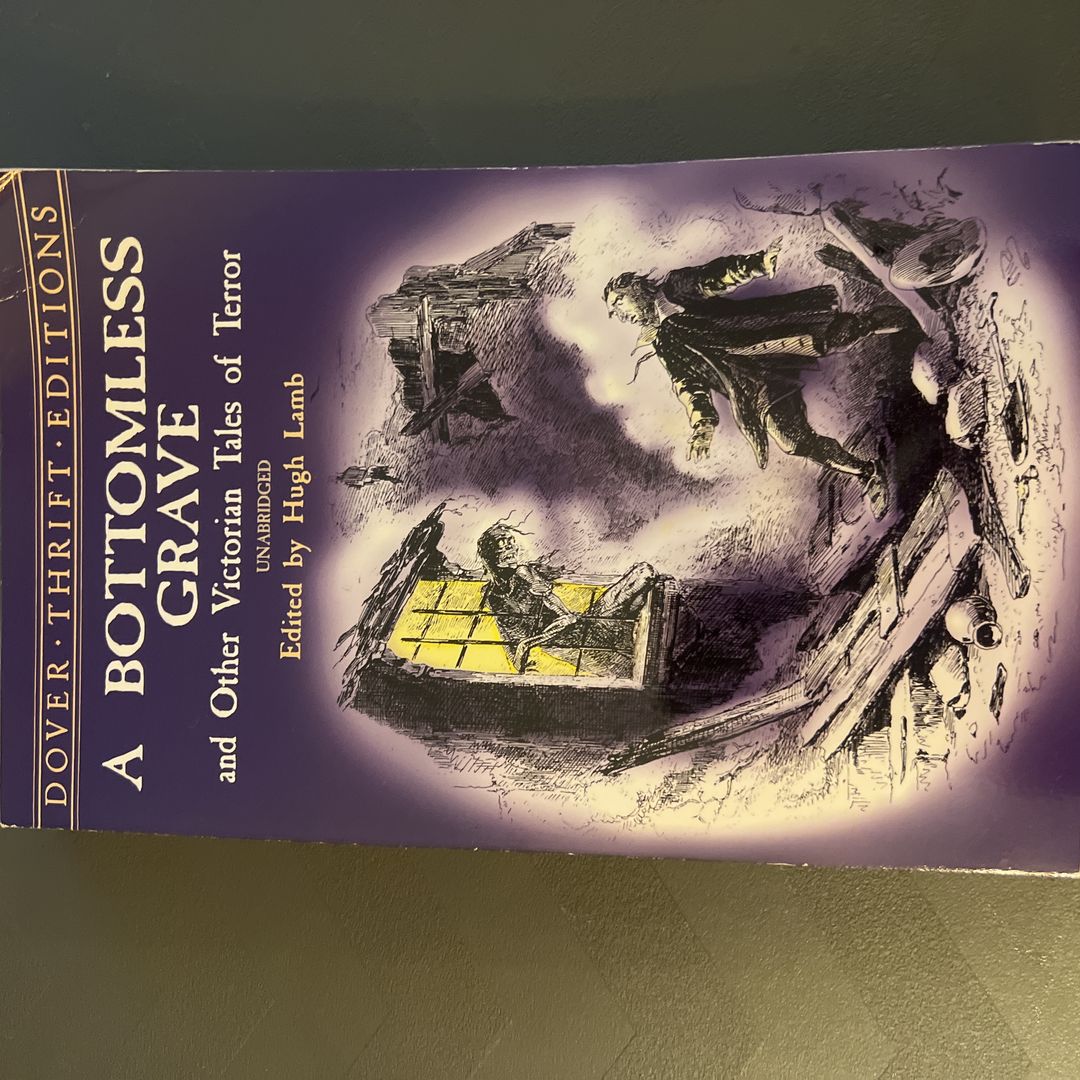 DOVER · THRIFT · EDITIONS
A BOTTOMLESS
GRAVE
and Other Victorian Tales of Terror
UNABRIDGED
Edited by Hugh Lamb